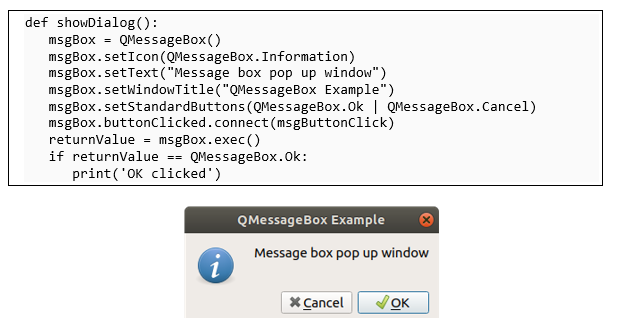 def showDialog():
   msgBox = QMessageBox()
   msgBox.setIcon(QMessageBox.Information)
   msgBox.setText("Message box pop up window")
   msgBox.setWindowTitle("QMessageBox Example")
   msgBox.setStandardButtons(QMessageBox.Ok | QMessageBox.Cancel)
   msgBox.buttonClicked.connect(msgButtonClick)
   returnValue = msgBox.exec()
   if returnValue == QMessageBox.Ok:
      print('OK clicked')
QMessageBox Example
Message box pop up window
Cancel OK